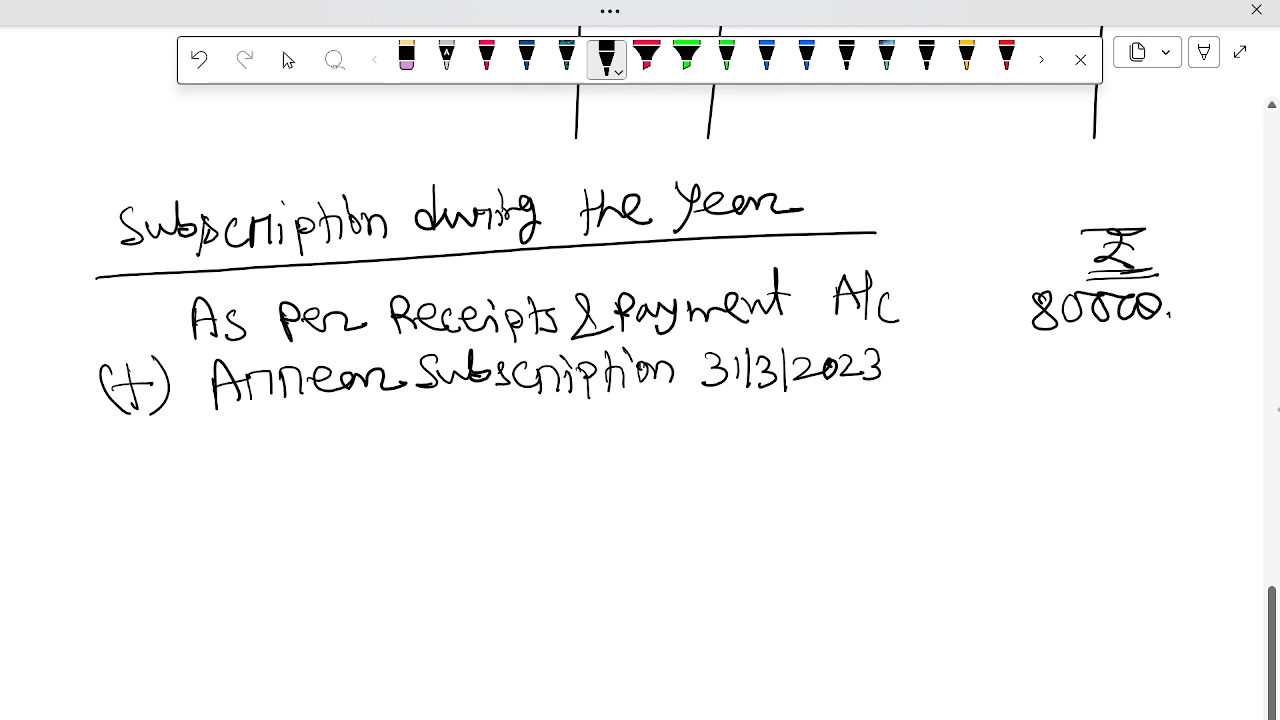 Subscription during the Year
₹
As per Receipts & Payment A/c 80000.
(+) Arrear Subscription 31/3/2023